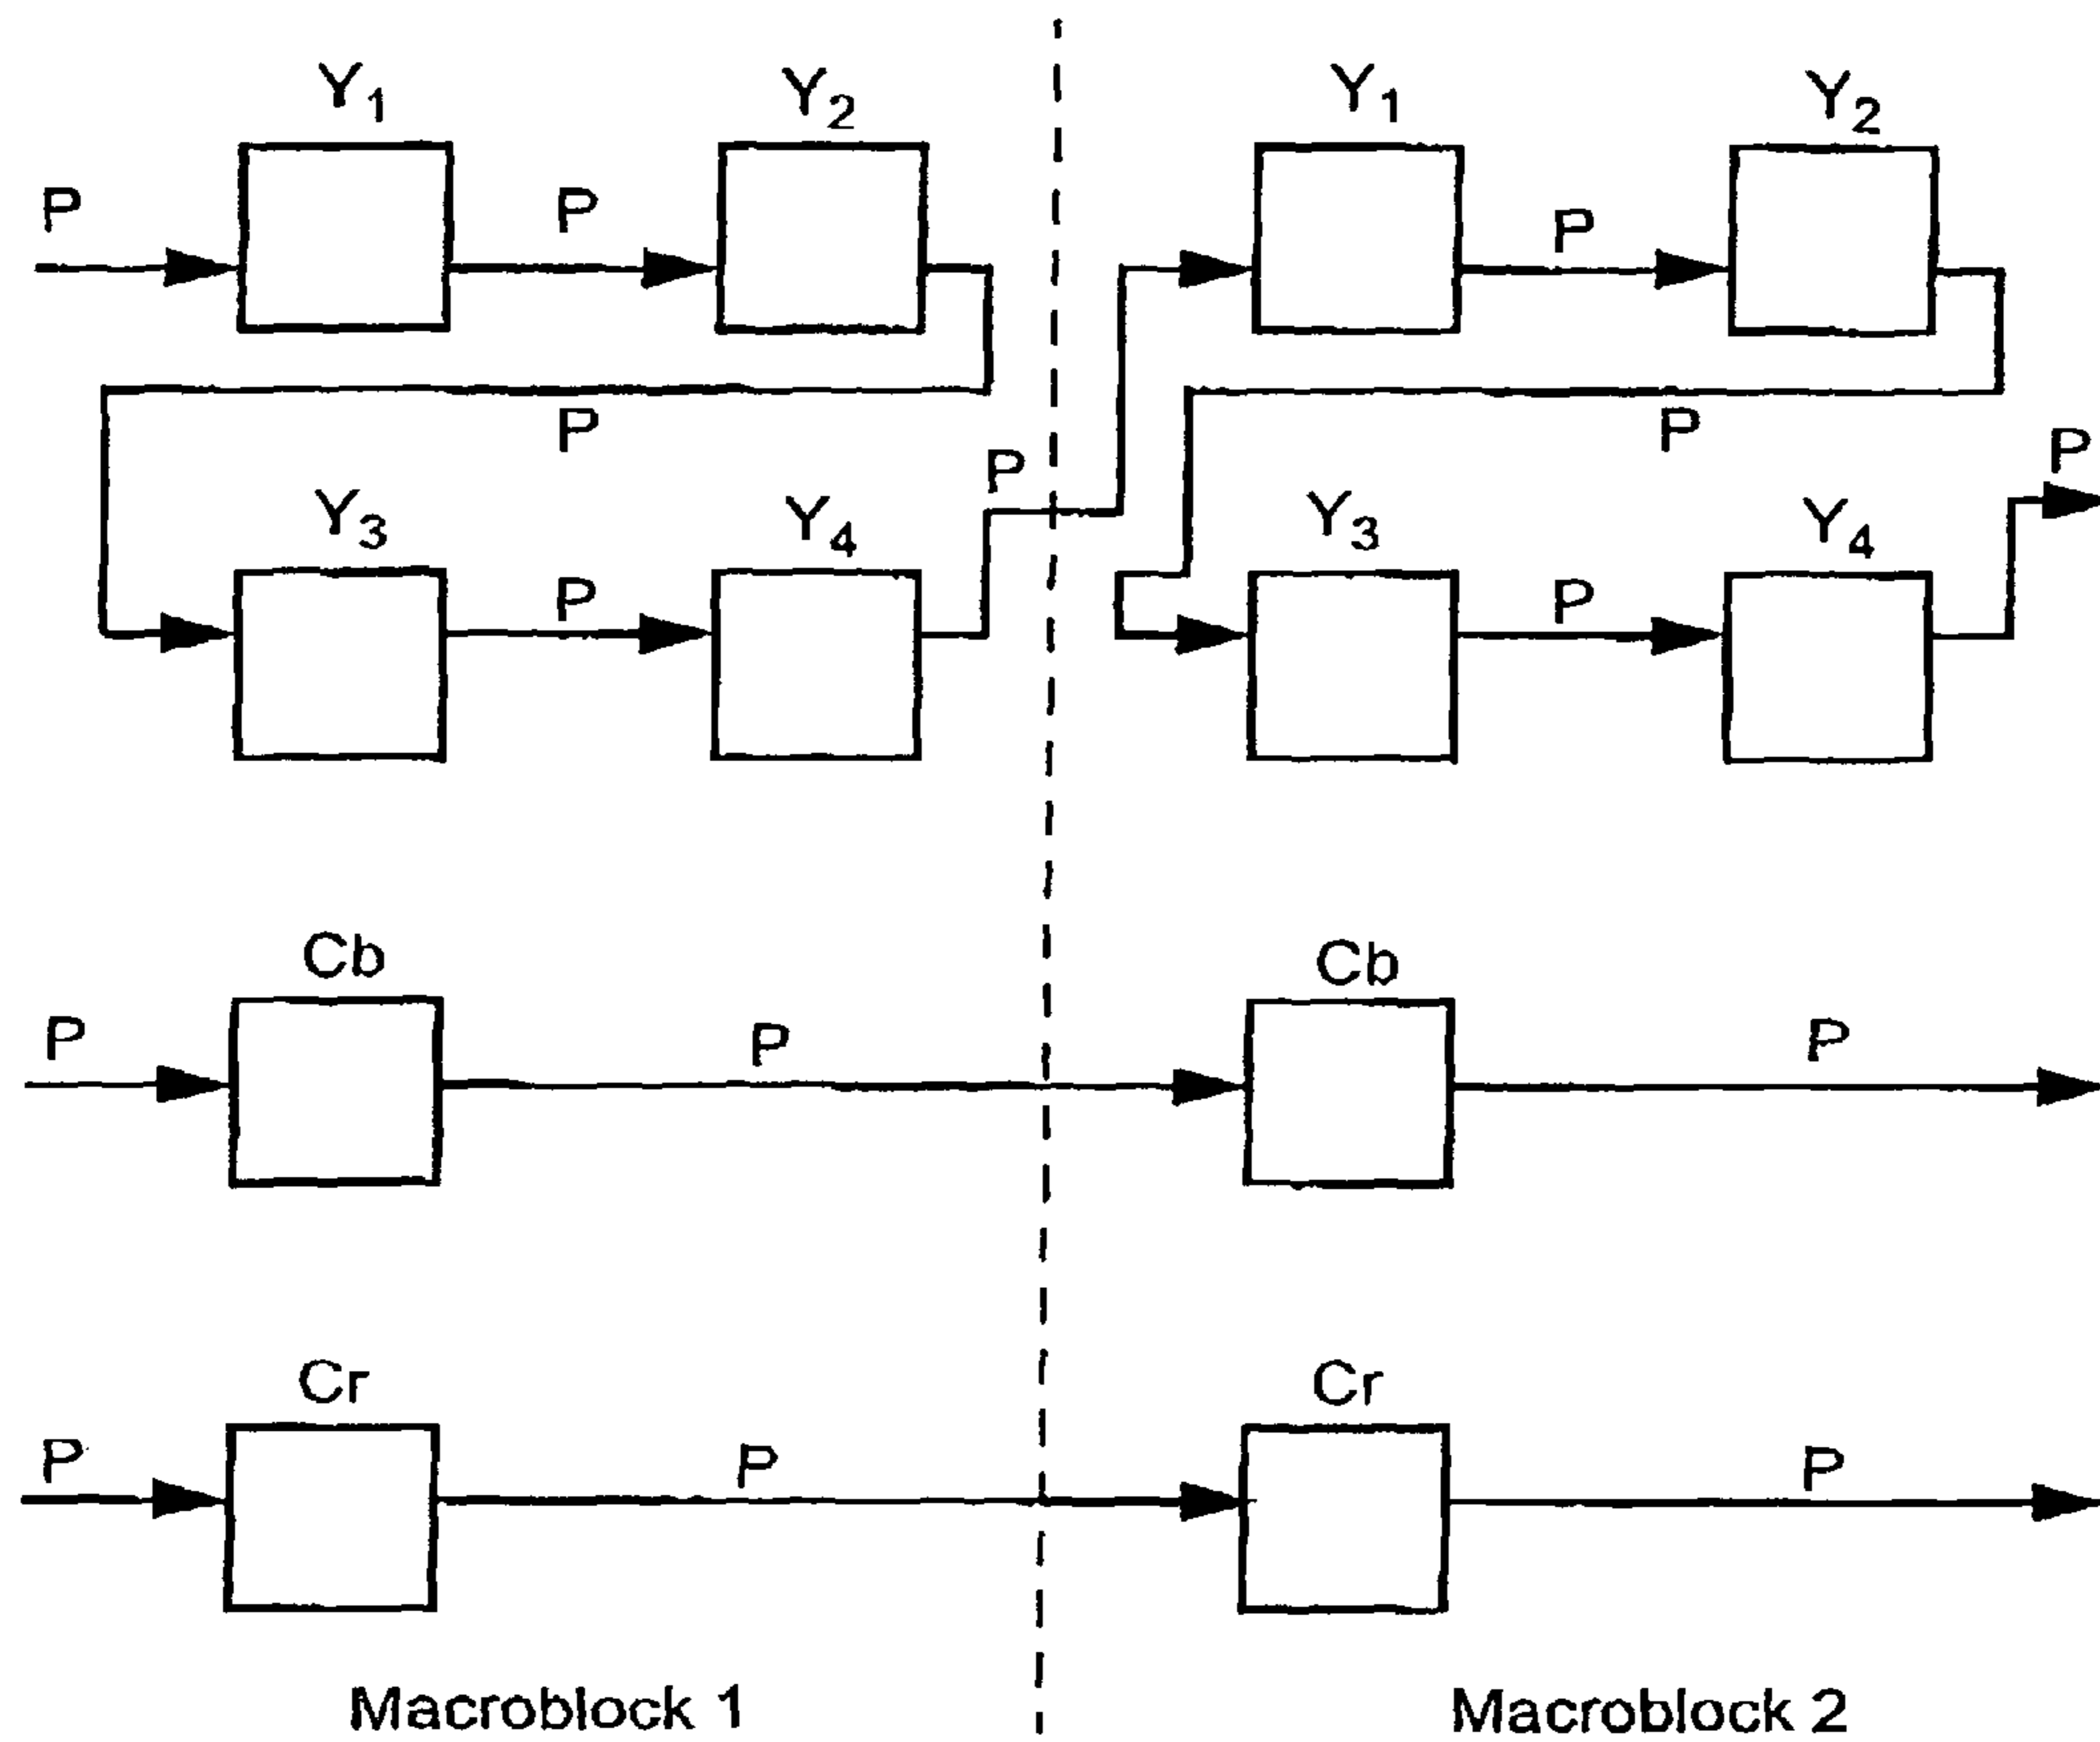 Y1 Y2 Y1 Y2
P P P
P P P P
Y3 Y4 Y3 Y4
P P
Cb Cb
P P P
Cr Cr
P P P
Macroblock 1 Macroblock 2